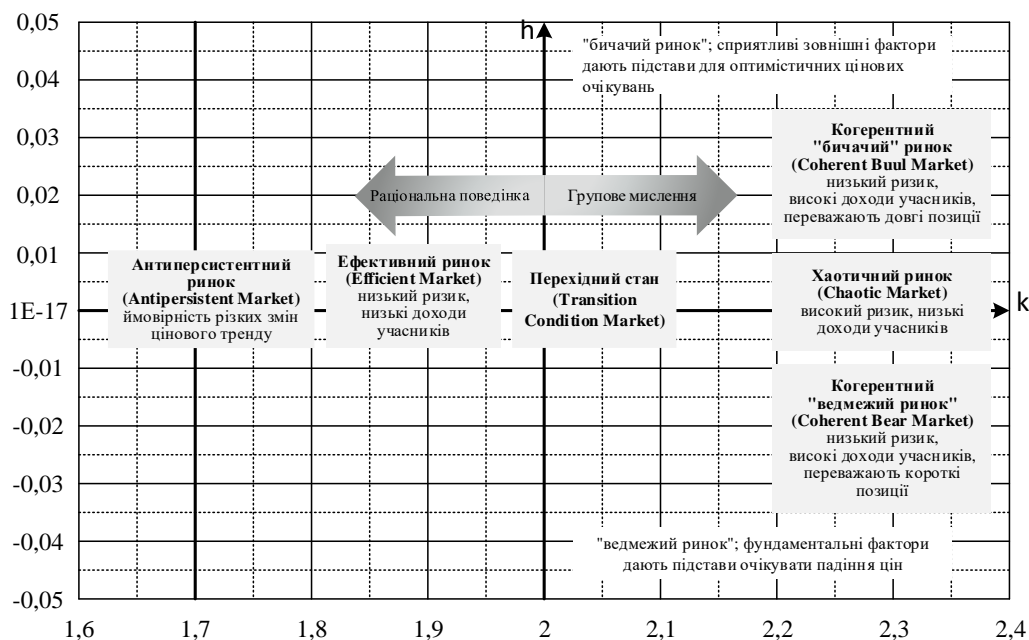 0,05
0,04
0,03
0,02
0,01
1E-17
-0,01
-0,02
-0,03
-0,04
-0,05
h
"бичачий ринок"; сприятливі зовнішні фактори
дають підстави для оптимістичних цінових
очікувань
Когерентний
"бичачий" ринок
(Coherent Buul Market)
низький ризик,
високі доходи учасників,
переважають довгі позиції
Раціональна поведінка
Групове мислення
Антиперсистентний
ринок
(Antipersistent Market)
ймовірність різких змін
цінового тренду
Ефективний ринок
(Efficient Market)
низький ризик,
низькі доходи
учасників
Перехідний стан
(Transition
Condition Market)
Хаотичний ринок
(Chaotic Market)
високий ризик, низькі
доходи учасників
k
Когерентний
"ведмежий ринок"
(Coherent Bear Market)
низький ризик,
високі доходи учасників,
переважають короткі
позиції
"ведмежий ринок"; фундаментальні фактори
дають підстави очікувати падіння цін
1,6
1,7
1,8
1,9
2
2,1
2,2
2,3
2,4